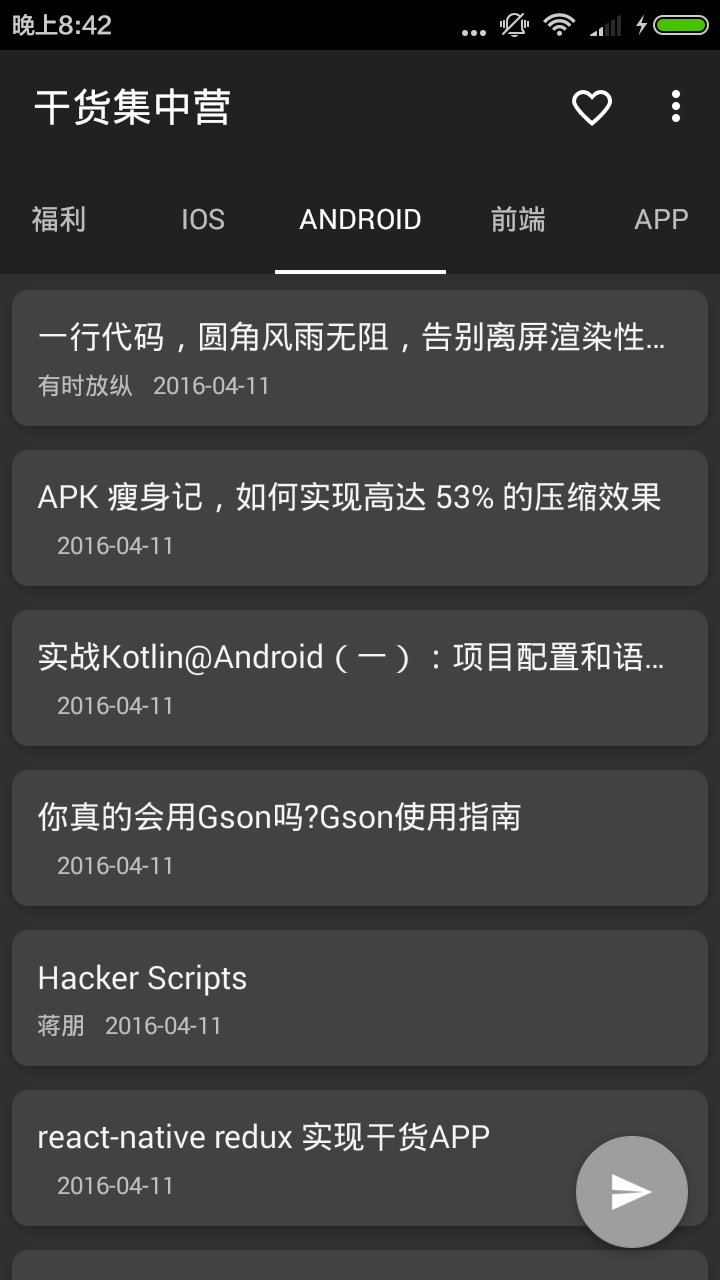 晚上8:42
干货集中营
福利 IOS ANDROID 前端 APP
一行代码，圆角风雨无阻，告别离屏渲染性...
有时放纵 2016-04-11
APK 瘦身记，如何实现高达 53% 的压缩效果
2016-04-11
实战Kotlin@Android（一）：项目配置和语...
2016-04-11
你真的会用Gson吗?Gson使用指南
2016-04-11
Hacker Scripts
蒋朋 2016-04-11
react-native redux 实现干货APP
2016-04-11